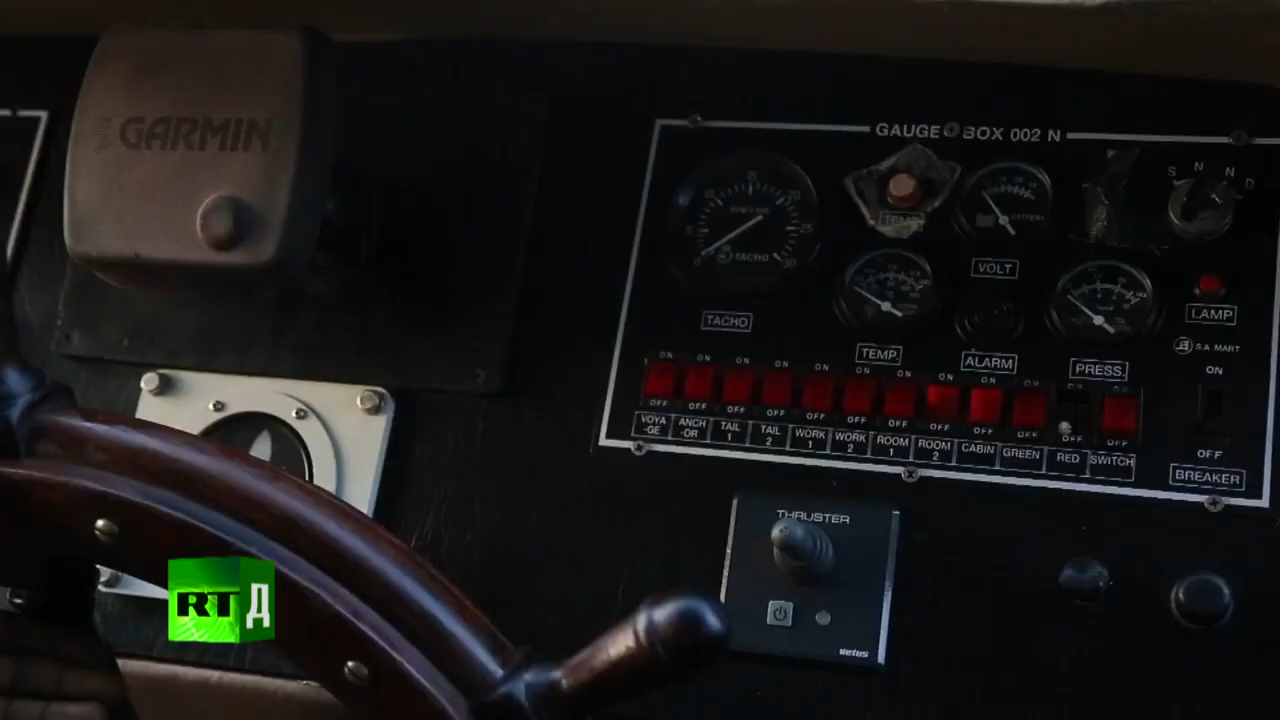 GARMIN
GAUGE BOX 002 N
S N N D
TACHO
BATTERY
TEMP
VOLT
TACHO
TEMP.
ALARM
PRESS.
LAMP
S.A MART
ON ON ON ON ON ON ON ON ON ON
OFF OFF OFF OFF OFF OFF OFF OFF OFF OFF OFF OFF
VOYA-GE ANCH-OR TAIL 1 TAIL 2 WORK 1 WORK 2 ROOM 1 ROOM 2 CABIN GREEN RED SWITCH
ON
OFF
BREAKER
THRUSTER
vetus
RT Д